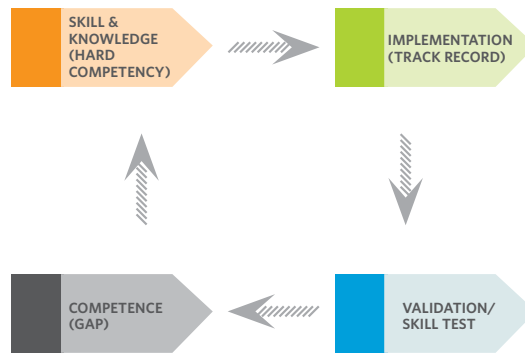 SKILL &
KNOWLEDGE
(HARD
COMPETENCY)
IMPLEMENTATION
(TRACK RECORD)
COMPETENCE
(GAP)
VALIDATION/
SKILL TEST